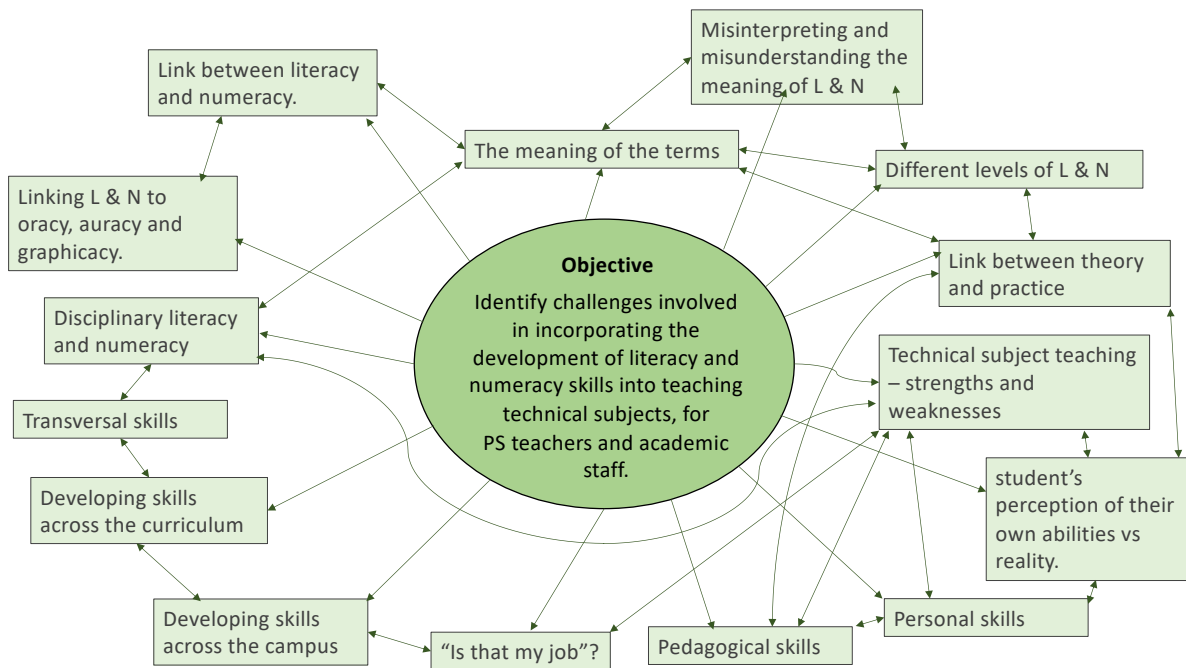 Misinterpreting and
misunderstanding the
meaning of L & N
Link between literacy
and numeracy.
The meaning of the terms
Different levels of L & N
Linking L & N to
oracy, auracy and
graphicacy.
Objective
Identify challenges involved
in incorporating the
development of literacy and
numeracy skills into teaching
technical subjects, for
PS teachers and academic
staff.
Link between theory
and practice
Disciplinary literacy
and numeracy
Technical subject teaching
– strengths and
weaknesses
Transversal skills
student’s
perception of their
own abilities vs
reality.
Developing skills
across the curriculum
Developing skills
across the campus
“Is that my job”?
Pedagogical skills
Personal skills